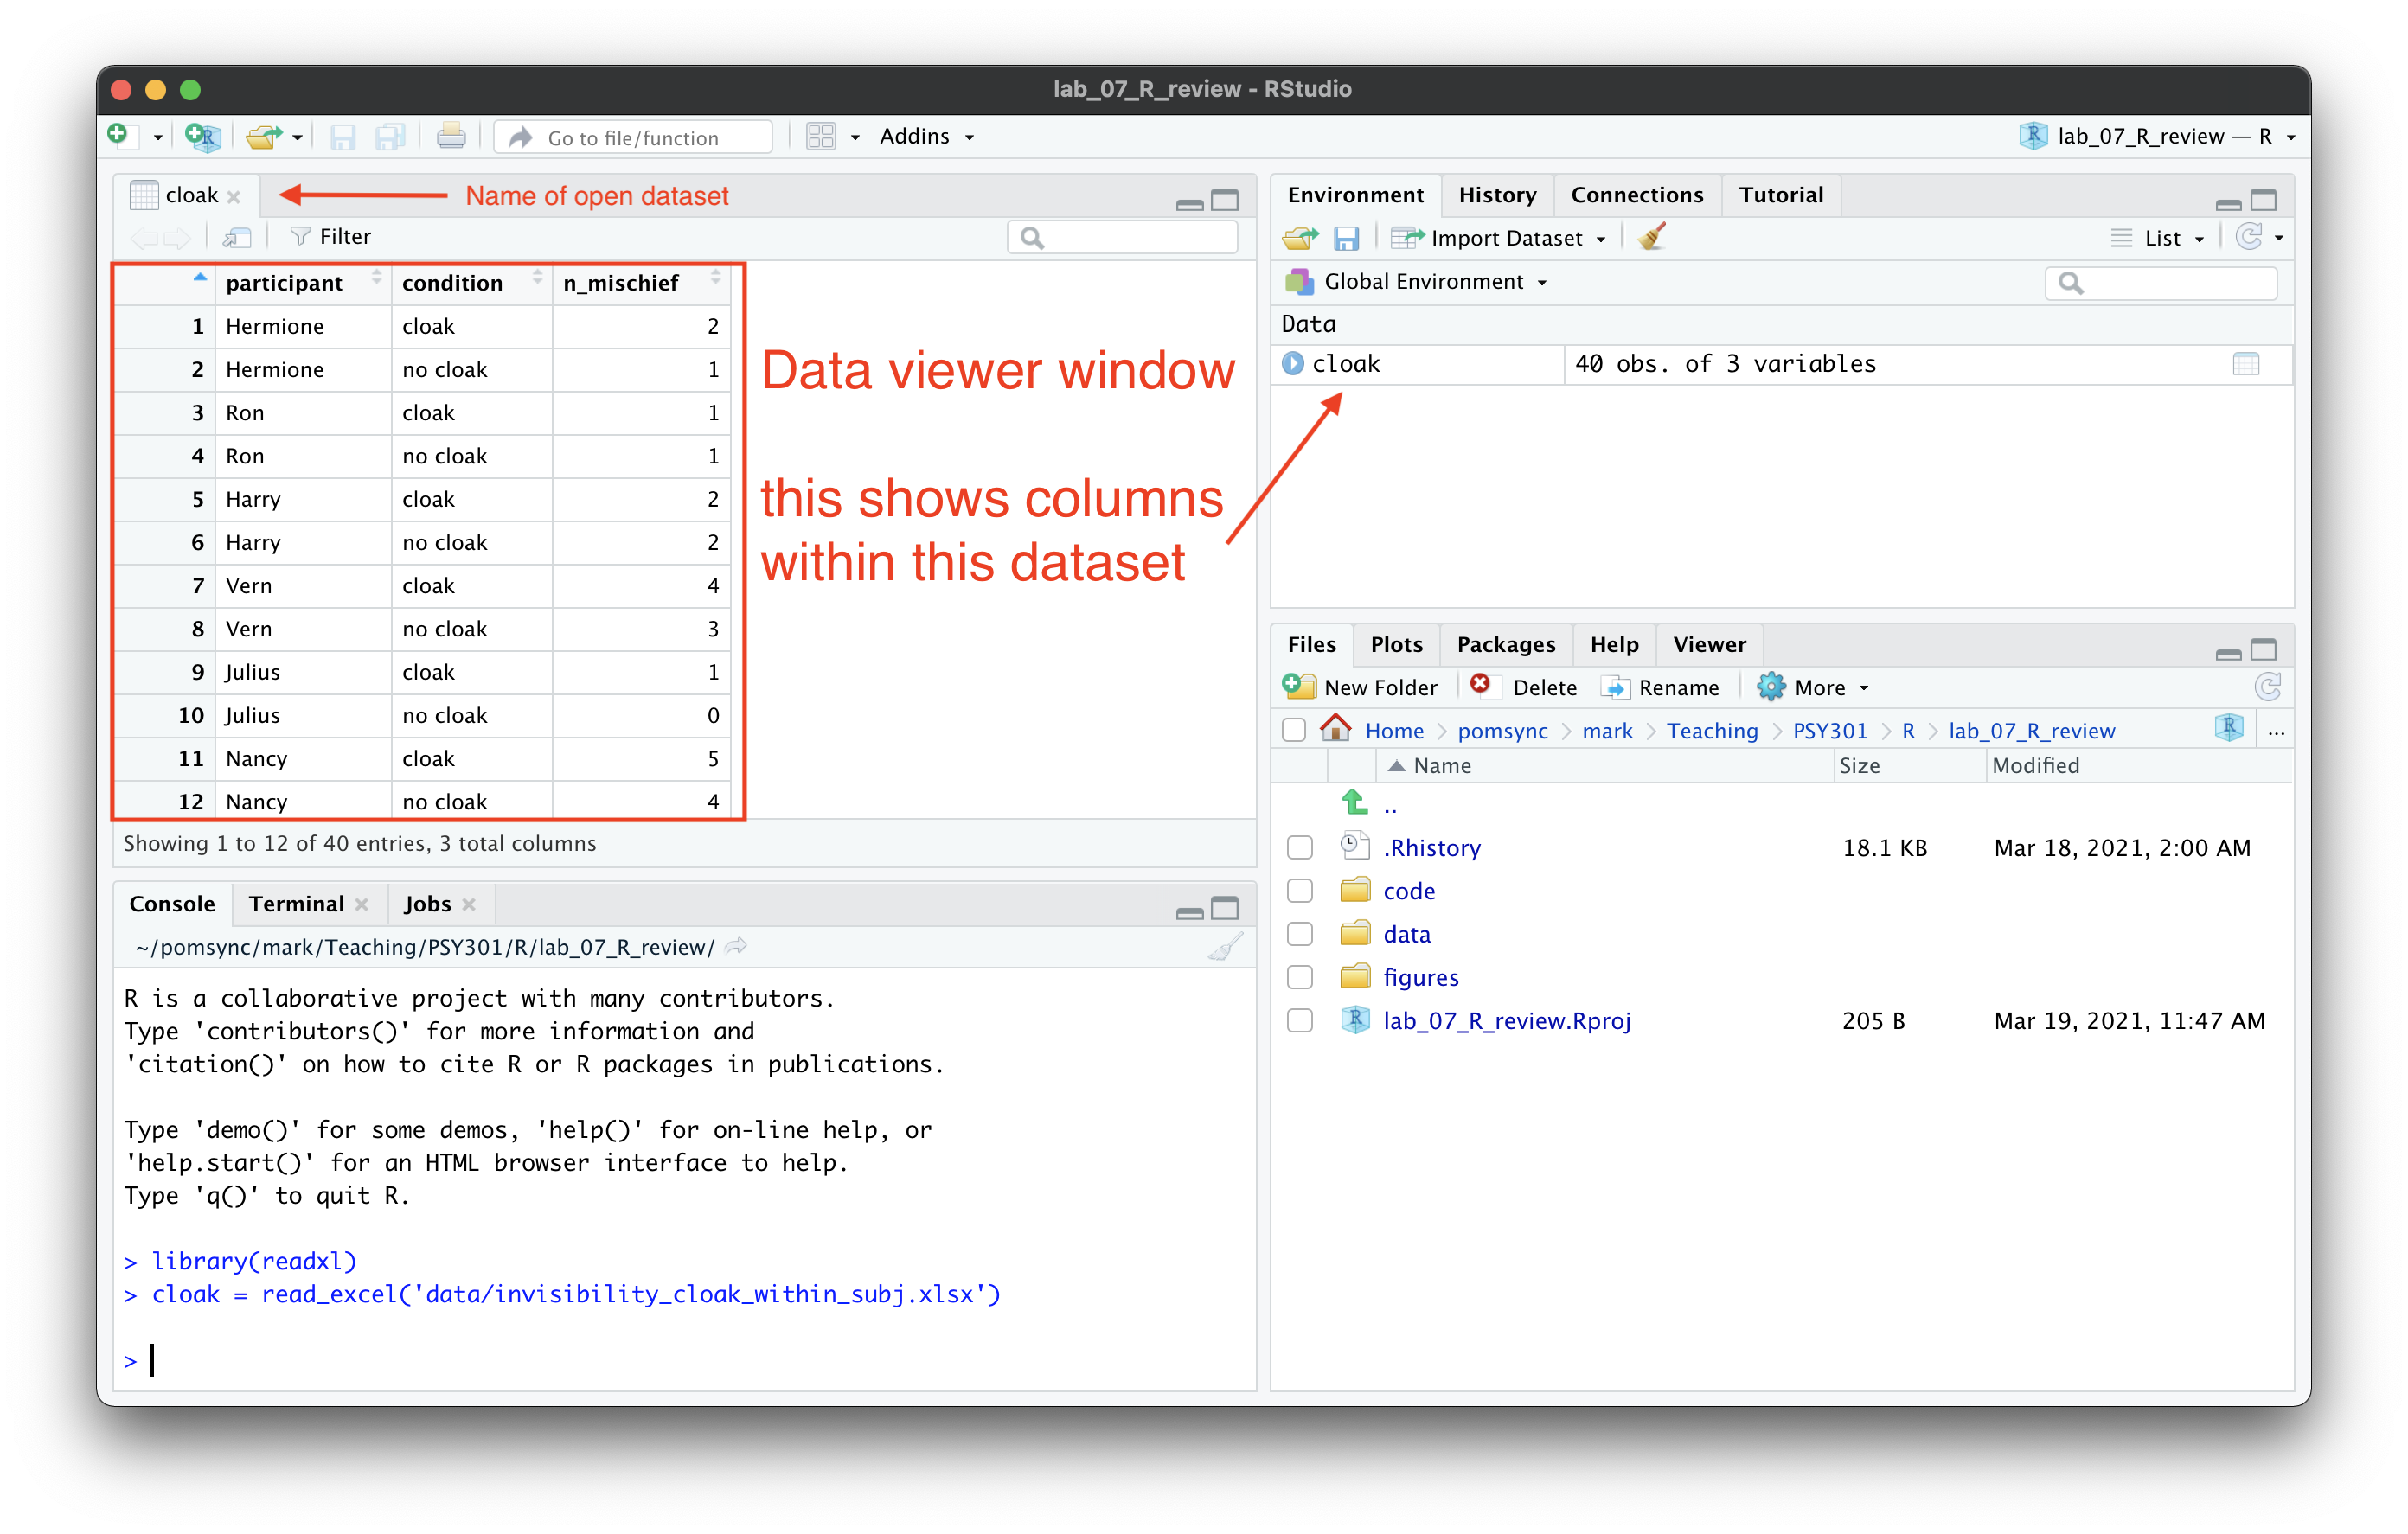 lab_07_R_review - RStudio
Go to file/function
Addins
lab_07_R_review — R
cloak
Name of open dataset
Filter
participant condition n_mischief
1 Hermione cloak 2
2 Hermione no cloak 1
3 Ron cloak 1
4 Ron no cloak 1
5 Harry cloak 2
6 Harry no cloak 2
7 Vern cloak 4
8 Vern no cloak 3
9 Julius cloak 1
10 Julius no cloak 0
11 Nancy cloak 5
12 Nancy no cloak 4
Data viewer window
this shows columns
within this dataset
Showing 1 to 12 of 40 entries, 3 total columns
Console Terminal Jobs
~/pomsync/mark/Teaching/PSY301/R/lab_07_R_review/
R is a collaborative project with many contributors.
Type 'contributors()' for more information and
'citation()' on how to cite R or R packages in publications.
Type 'demo()' for some demos, 'help()' for on-line help, or
'help.start()' for an HTML browser interface to help.
Type 'q()' to quit R.
> library(readxl)
> cloak = read_excel('data/invisibility_cloak_within_subj.xlsx')
>
Environment History Connections Tutorial
Import Dataset List
Global Environment
Data
cloak 40 obs. of 3 variables
Files Plots Packages Help Viewer
New Folder Delete Rename More
Home pomsync mark Teaching PSY301 R lab_07_R_review R ...
Name Size Modified
..
.Rhistory 18.1 KB Mar 18, 2021, 2:00 AM
code
data
figures
lab_07_R_review.Rproj 205 B Mar 19, 2021, 11:47 AM